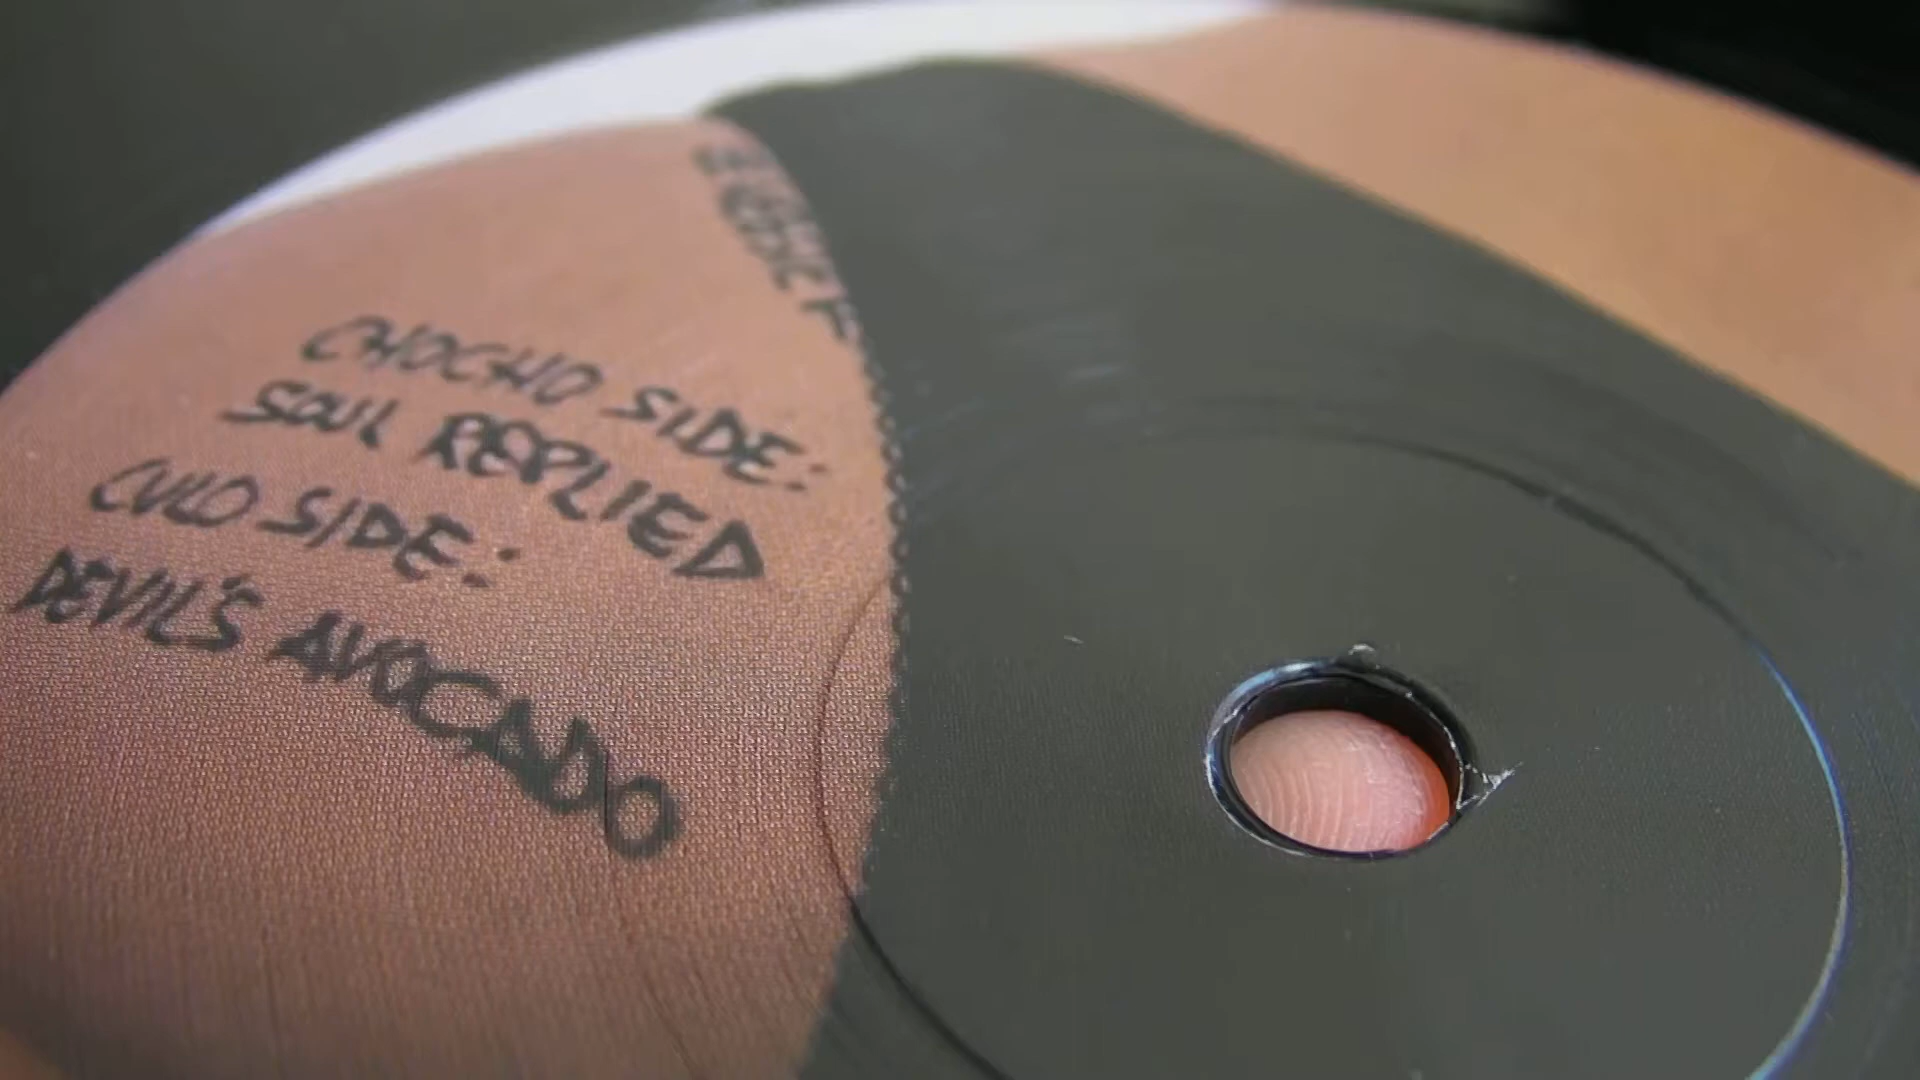 CHOCHO SIDE:
SOUL REPLIED
CULO SIDE:
DEVIL'S AVOCADO